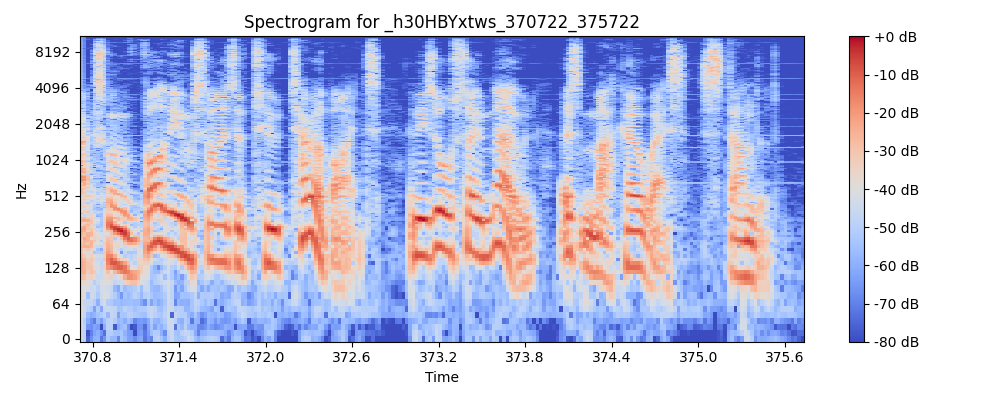 Spectrogram for _h30HBYxtws_370722_375722
8192
4096
2048
1024
512
256
128
64
0
Hz
370.8 371.4 372.0 372.6 373.2 373.8 374.4 375.0 375.6
Time
+0 dB
-10 dB
-20 dB
-30 dB
-40 dB
-50 dB
-60 dB
-70 dB
-80 dB